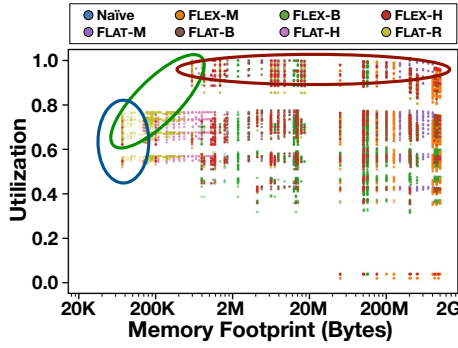 Naïve FLEX-M FLEX-B FLEX-H
FLAT-M FLAT-B FLAT-H FLAT-R
Utilization
1.0
0.8
0.6
0.4
0.2
0.0
20K 200K 2M 20M 200M 2G
Memory Footprint (Bytes)